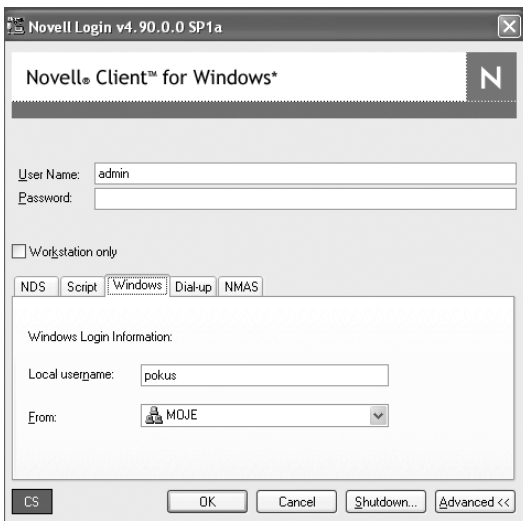 Novell Login v4.90.0.0 SP1a
Novell® Client™ for Windows*
N
User Name: admin
Password:
Workstation only
NDS Script Windows Dial-up NMAS
Windows Login Information:
Local username: pokus
From: MOJE
CS OK Cancel Shutdown... Advanced <<